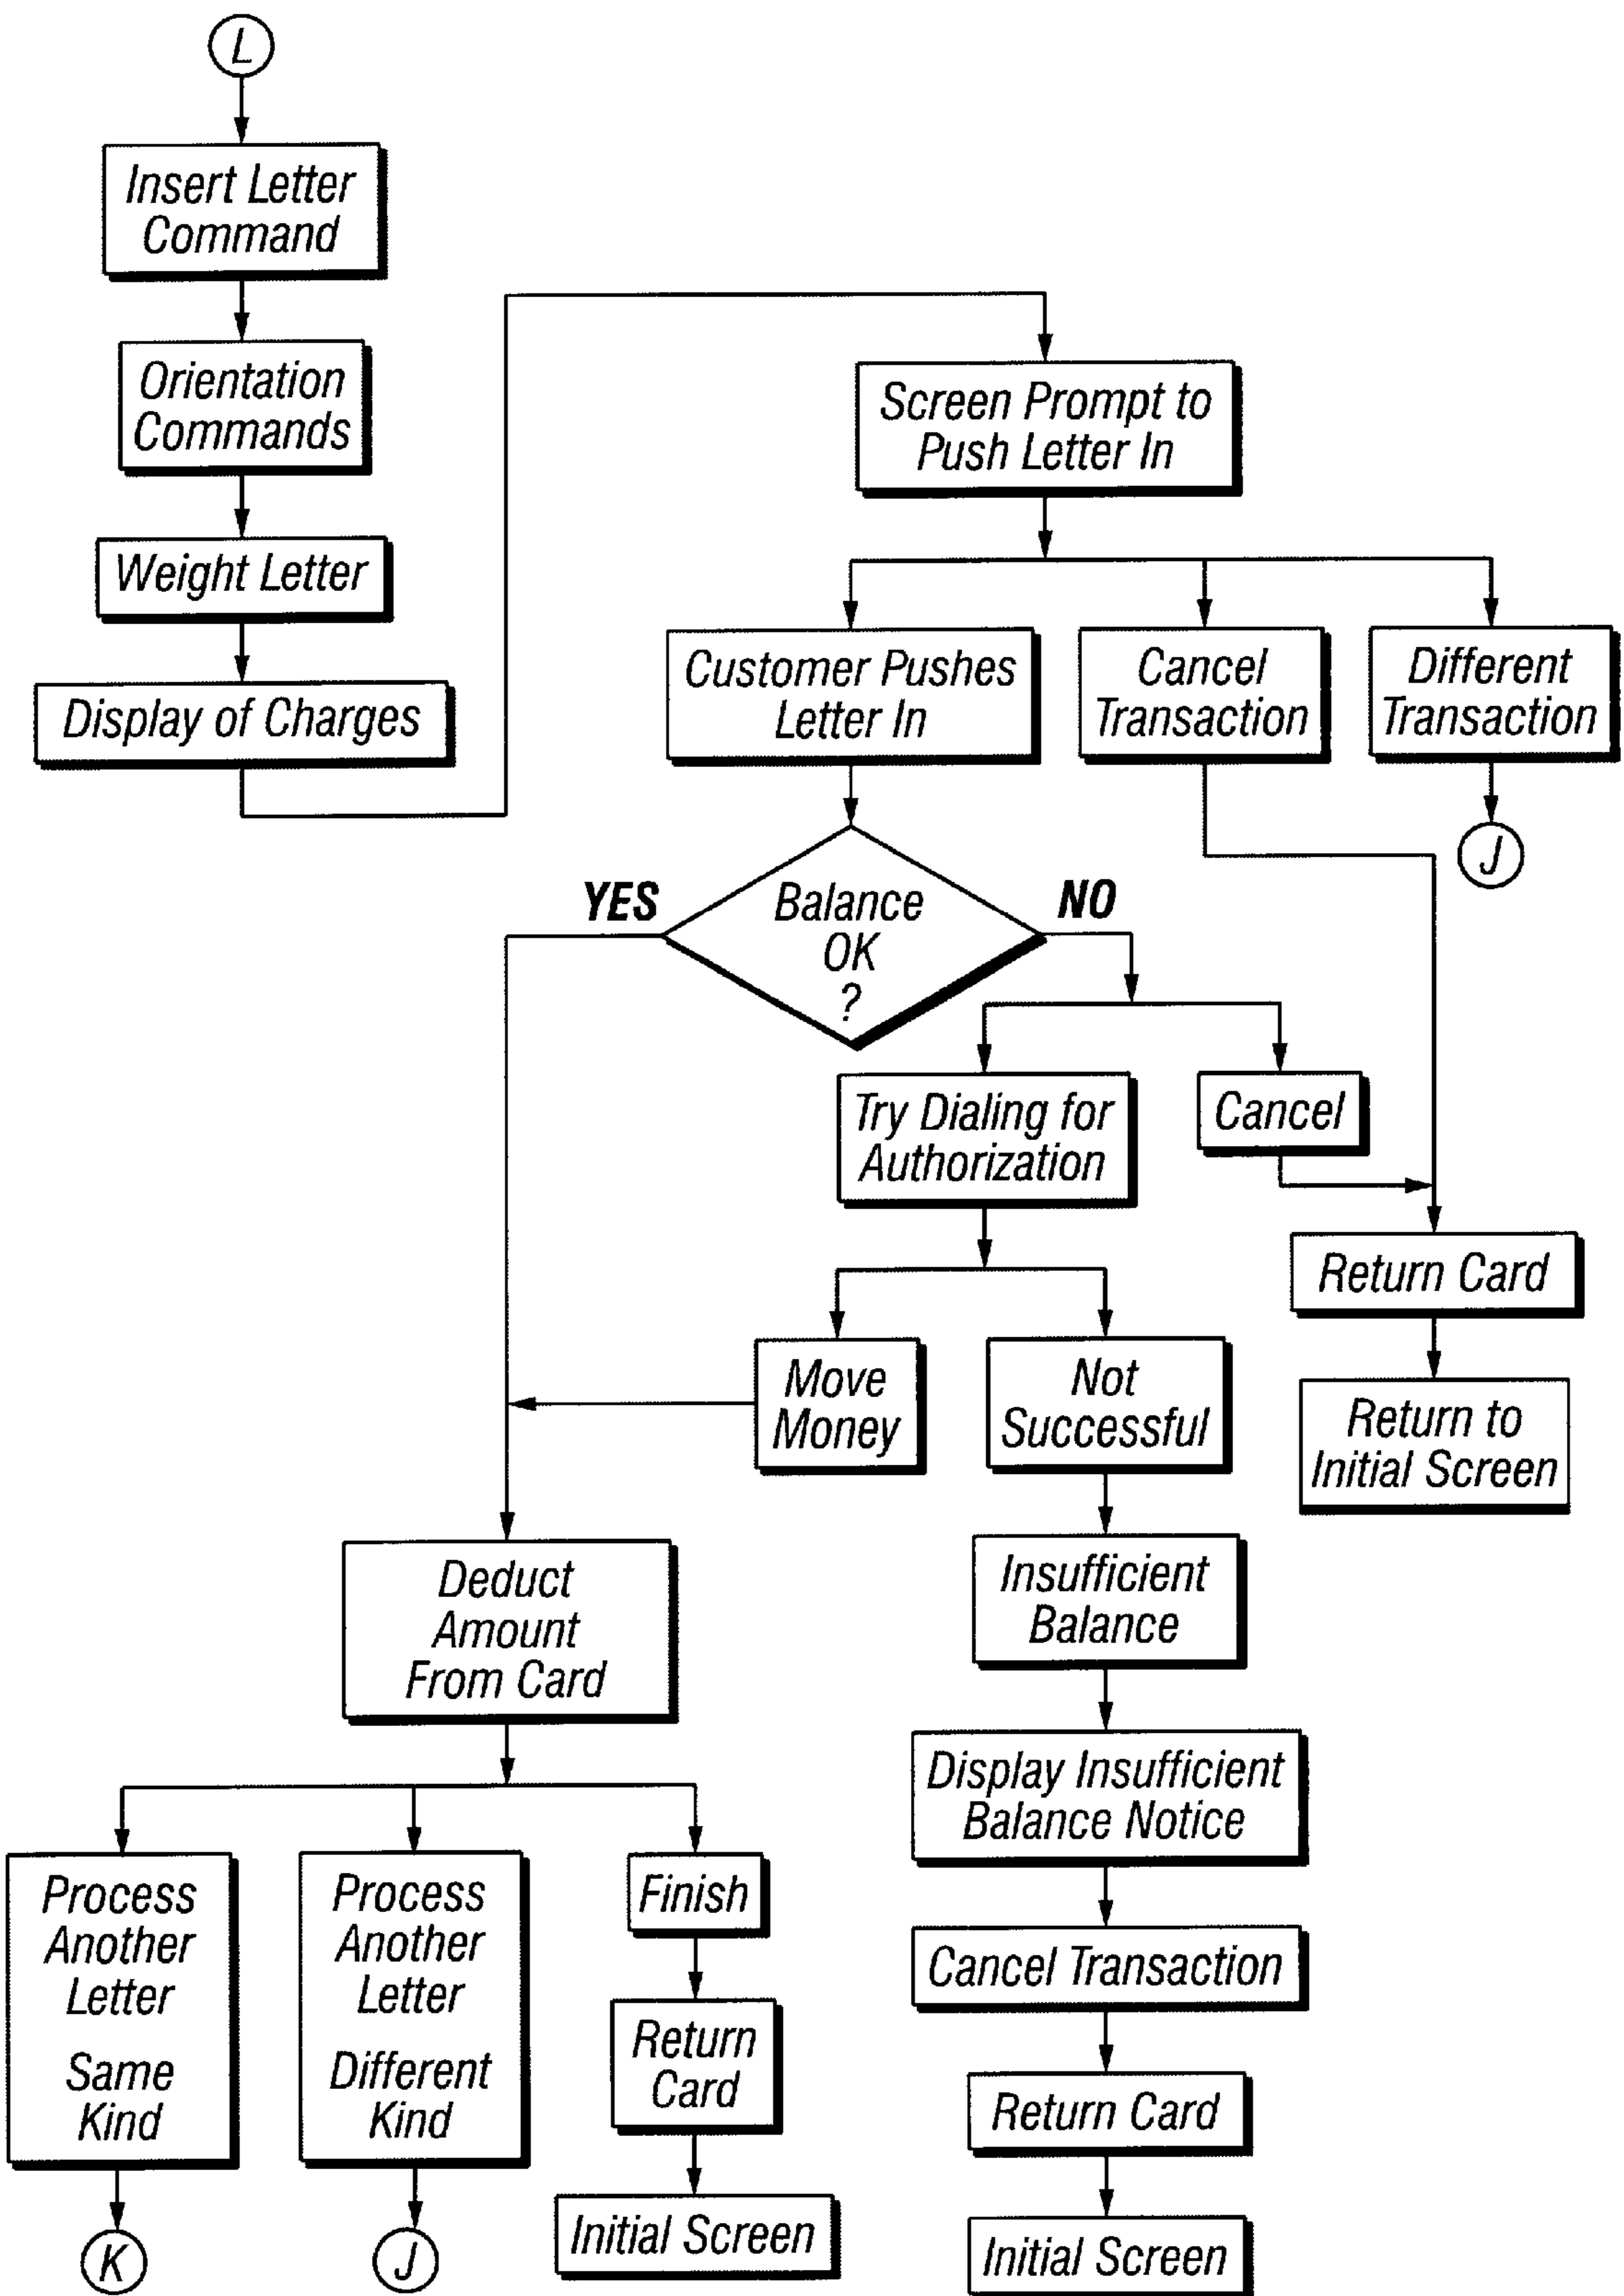 L
Insert Letter
Command
Orientation
Commands
Weight Letter
Display of Charges
Screen Prompt to
Push Letter In
Customer Pushes
Letter In
Cancel
Transaction
Different
Transaction
J
YES
Balance
OK
?
NO
Try Dialing for
Authorization
Cancel
Return Card
Return to
Initial Screen
Move
Money
Not
Successful
Insufficient
Balance
Display Insufficient
Balance Notice
Cancel Transaction
Return Card
Initial Screen
Deduct
Amount
From Card
Process
Another
Letter
Same
Kind
K
Process
Another
Letter
Different
Kind
J
Finish
Return
Card
Initial Screen